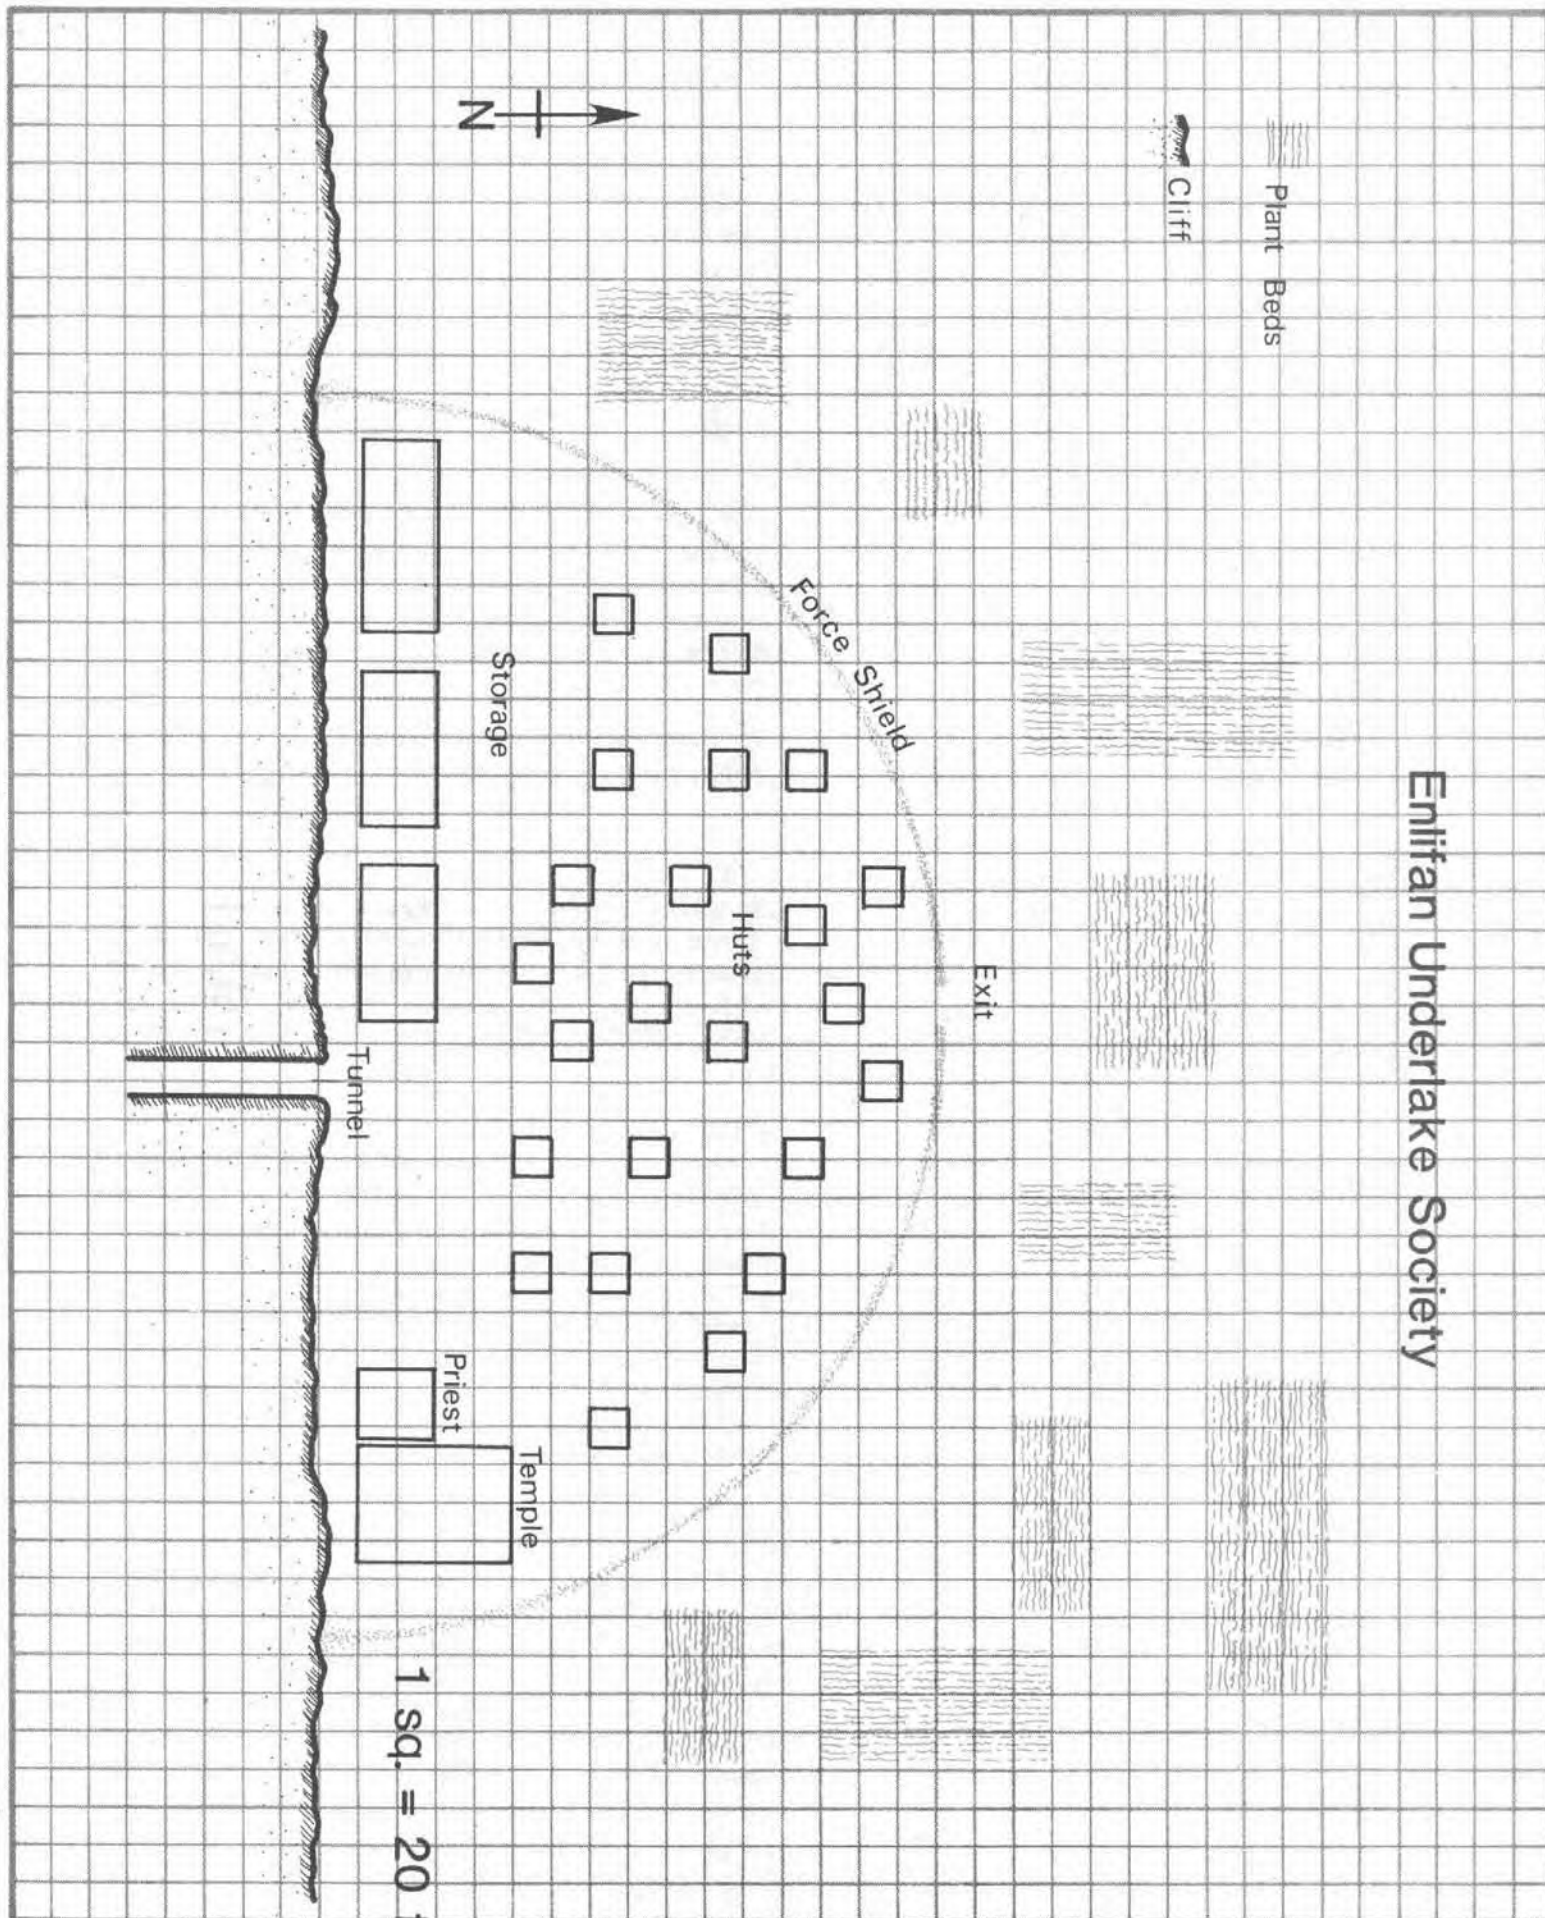 Enlifan Underlake Society
Plant Beds
Cliff
N
Exit
Force Shield
Huts
Storage
Temple
Priest
Tunnel
1 sq. = 20